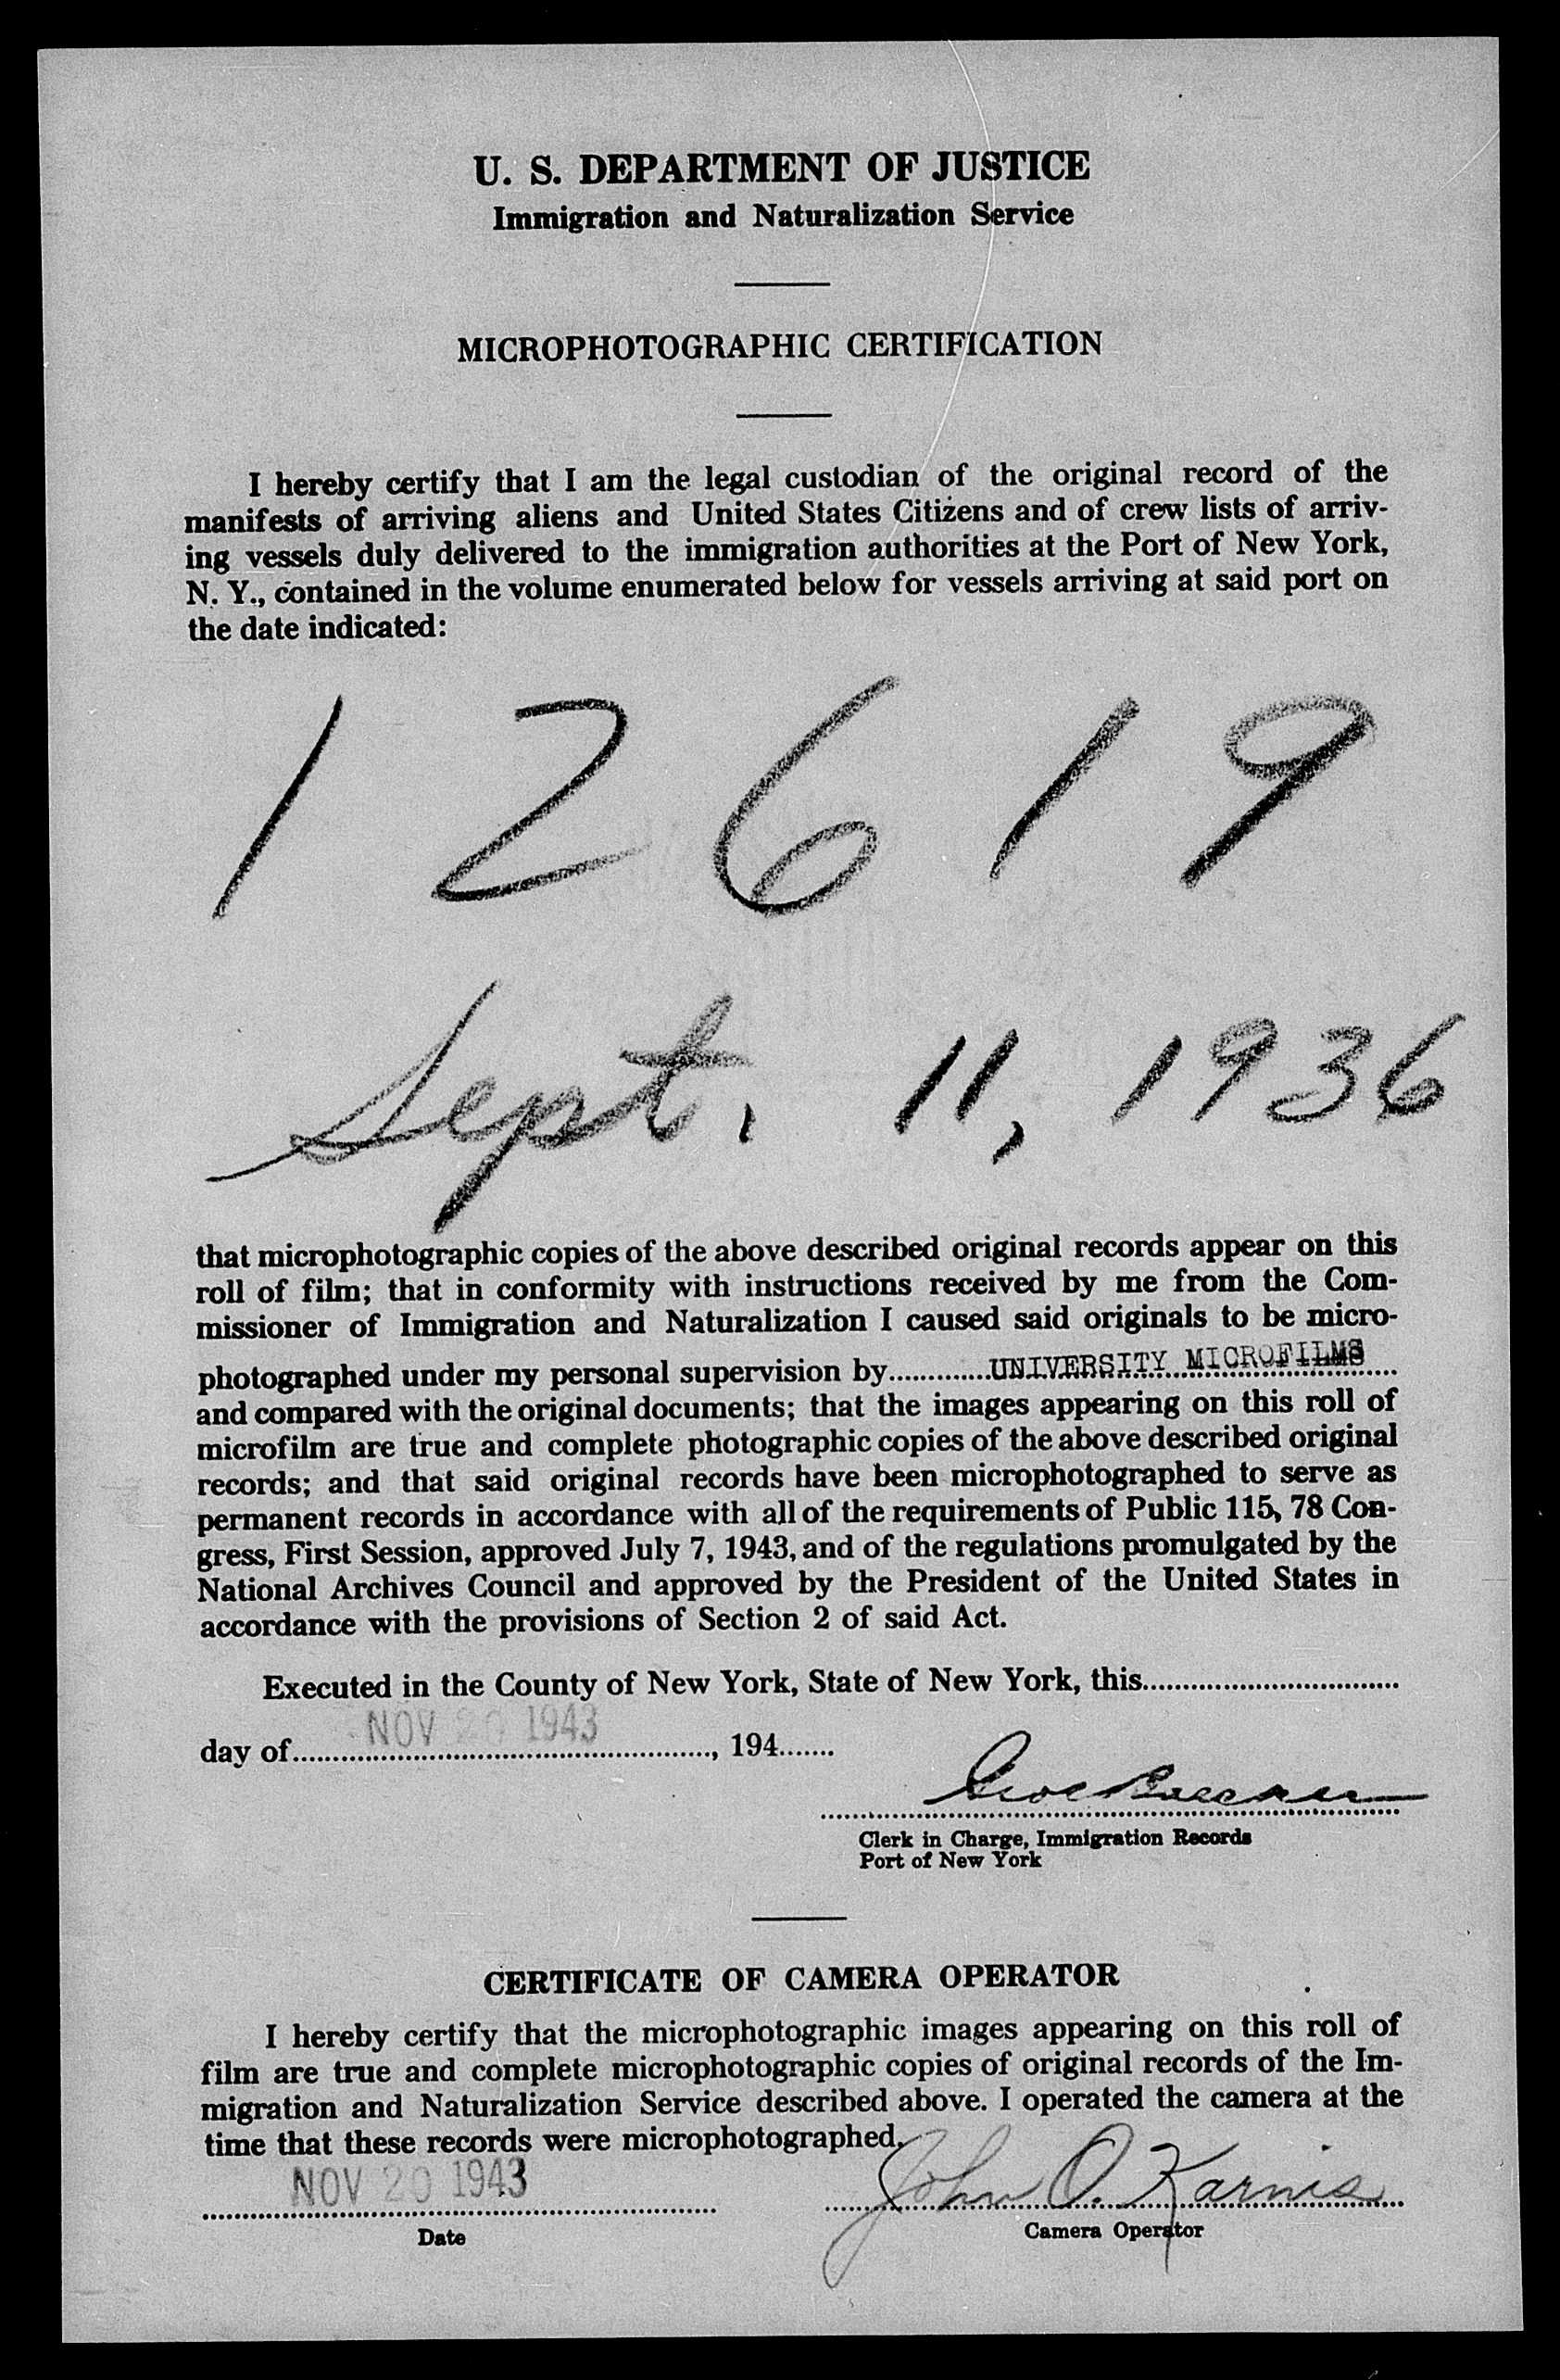 U. S. DEPARTMENT OF JUSTICE
Immigration and Naturalization Service
MICROPHOTOGRAPHIC CERTIFICATION
I hereby certify that I am the legal custodian of the original record of the
manifests of arriving aliens and United States Citizens and of crew lists of arriv-
ing vessels duly delivered to the immigration authorities at the Port of New York,
N. Y., contained in the volume enumerated below for vessels arriving at said port on
the date indicated:
12619
Sept. 11, 1936
that microphotographic copies of the above described original records appear on this
roll of film; that in conformity with instructions received by me from the Com-
missioner of Immigration and Naturalization I caused said originals to be micro-
photographed under my personal supervision by UNIVERSITY MICROFILMS
and compared with the original documents; that the images appearing on this roll of
microfilm are true and complete photographic copies of the above described original
records; and that said original records have been microphotographed to serve as
permanent records in accordance with all of the requirements of Public 115, 78 Con-
gress, First Session, approved July 7, 1943, and of the regulations promulgated by the
National Archives Council and approved by the President of the United States in
accordance with the provisions of Section 2 of said Act.
Executed in the County of New York, State of New York, this
day of NOV 20 1943, 194
Clerk in Charge, Immigration Records
Port of New York
CERTIFICATE OF CAMERA OPERATOR
I hereby certify that the microphotographic images appearing on this roll of
film are true and complete microphotographic copies of original records of the Im-
migration and Naturalization Service described above. I operated the camera at the
time that these records were microphotographed.
NOV 20 1943 John O. Karnis
Date Camera Operator